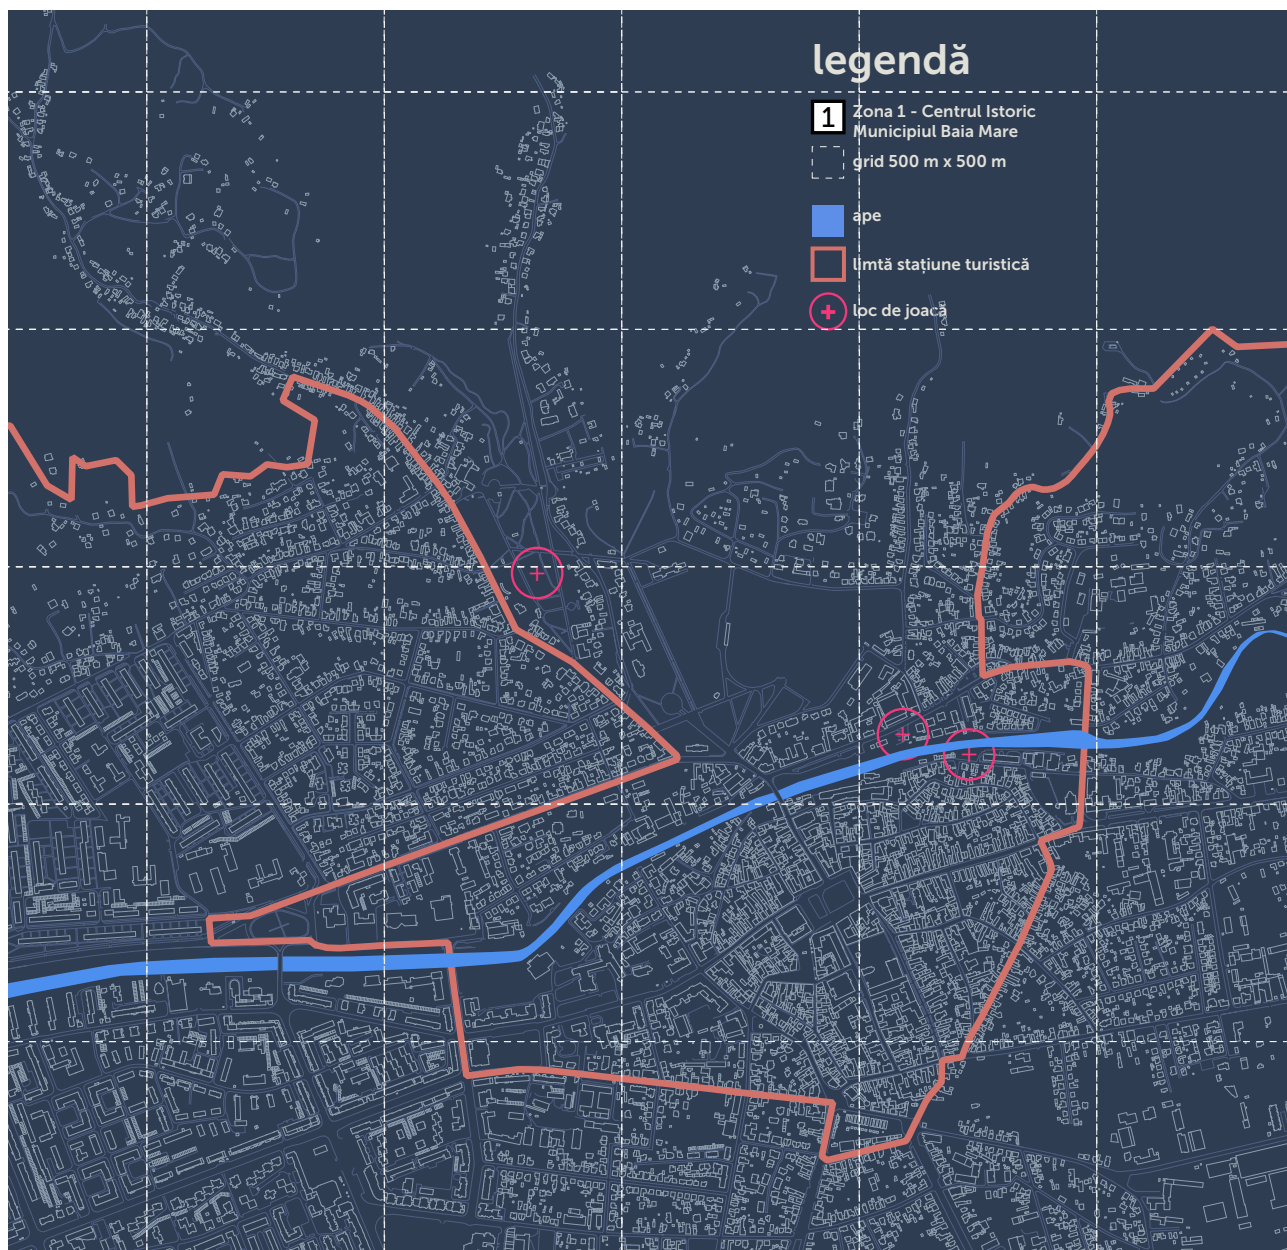 legendă
1
Zona 1 - Centrul Istoric
Municipiul Baia Mare
grid 500 m x 500 m
ape
limtă stațiune turistică
loc de joacă